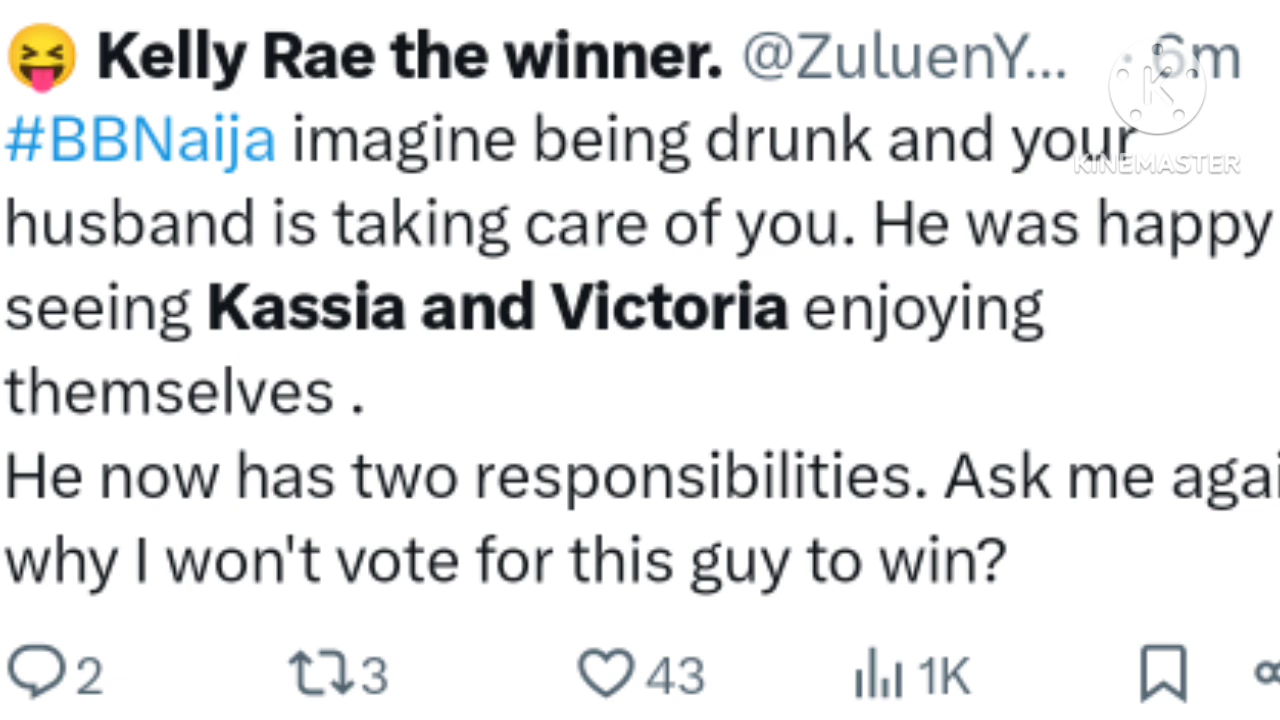 😝 Kelly Rae the winner. @ZuluenY... · 6m
#BBNaija imagine being drunk and your
KINEMASTER
husband is taking care of you. He was happy
seeing Kassia and Victoria enjoying
themselves .
He now has two responsibilities. Ask me agai
why I won't vote for this guy to win?
2 3 43 1K